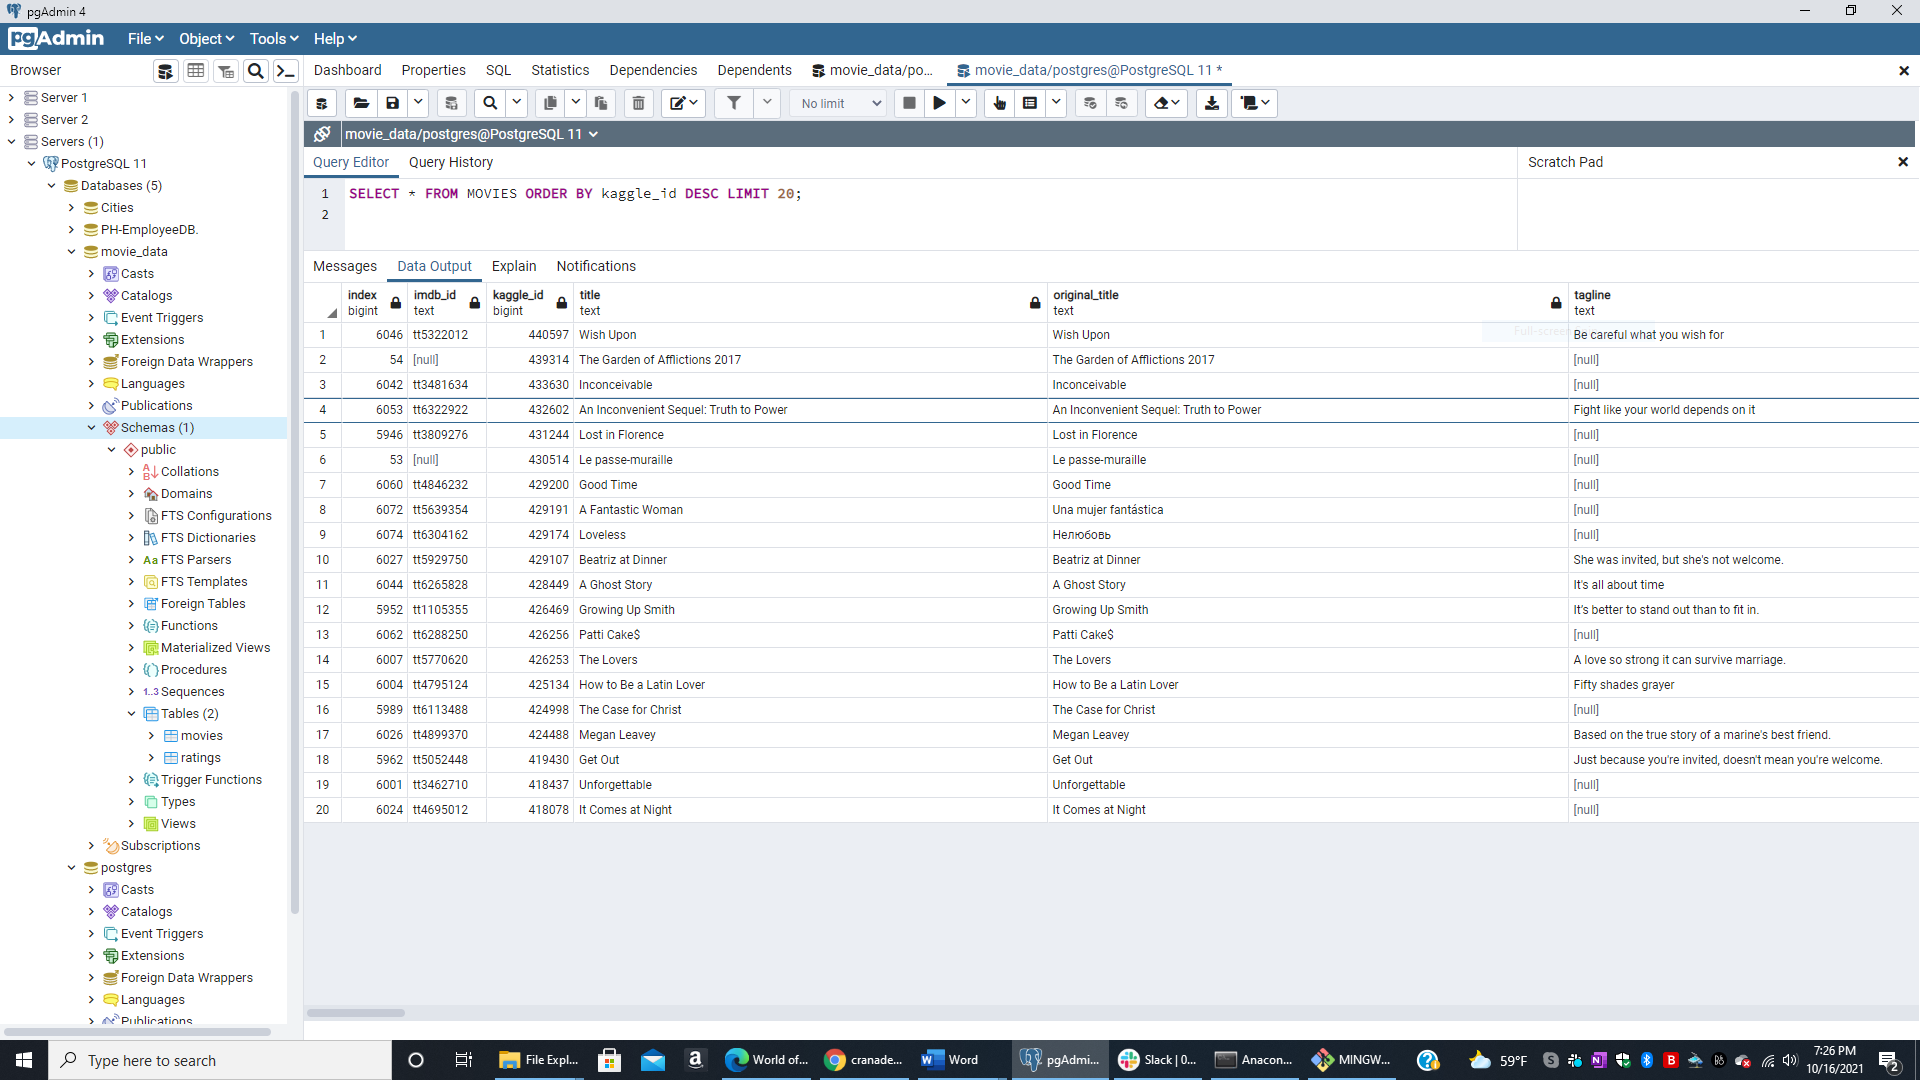 pgAdmin 4
pgAdmin File Object Tools Help
Browser
Dashboard Properties SQL Statistics Dependencies Dependents movie_data/po... movie_data/postgres@PostgreSQL 11 *
No limit
movie_data/postgres@PostgreSQL 11
Query Editor Query History
Scratch Pad
1 SELECT * FROM MOVIES ORDER BY kaggle_id DESC LIMIT 20;
2
Messages Data Output Explain Notifications
index bigint imdb_id text kaggle_id bigint title text original_title text tagline text
1 6046 tt5322012 440597 Wish Upon Wish Upon Be careful what you wish for
2 54 [null] 439314 The Garden of Afflictions 2017 The Garden of Afflictions 2017 [null]
3 6042 tt3481634 433630 Inconceivable Inconceivable [null]
4 6053 tt6322922 432602 An Inconvenient Sequel: Truth to Power An Inconvenient Sequel: Truth to Power Fight like your world depends on it
5 5946 tt3809276 431244 Lost in Florence Lost in Florence [null]
6 53 [null] 430514 Le passe-muraille Le passe-muraille [null]
7 6060 tt4846232 429200 Good Time Good Time [null]
8 6072 tt5639354 429191 A Fantastic Woman Una mujer fantástica [null]
9 6074 tt6304162 429174 Loveless Нелюбовь [null]
10 6027 tt5929750 429107 Beatriz at Dinner Beatriz at Dinner She was invited, but she's not welcome.
11 6044 tt6265828 428449 A Ghost Story A Ghost Story It's all about time
12 5952 tt1105355 426469 Growing Up Smith Growing Up Smith It's better to stand out than to fit in.
13 6062 tt6288250 426256 Patti Cake$ Patti Cake$ [null]
14 6007 tt5770620 426253 The Lovers The Lovers A love so strong it can survive marriage.
15 6004 tt4795124 425134 How to Be a Latin Lover How to Be a Latin Lover Fifty shades grayer
16 5989 tt6113488 424998 The Case for Christ The Case for Christ [null]
17 6026 tt4899370 424488 Megan Leavey Megan Leavey Based on the true story of a marine's best friend.
18 5962 tt5052448 419430 Get Out Get Out Just because you're invited, doesn't mean you're welcome.
19 6001 tt3462710 418437 Unforgettable Unforgettable [null]
20 6024 tt4695012 418078 It Comes at Night It Comes at Night [null]
Server 1
Server 2
Servers (1)
PostgreSQL 11
Databases (5)
Cities
PH-EmployeeDB.
movie_data
Casts
Catalogs
Event Triggers
Extensions
Foreign Data Wrappers
Languages
Publications
Schemas (1)
public
Collations
Domains
FTS Configurations
FTS Dictionaries
Aa FTS Parsers
FTS Templates
Foreign Tables
Functions
Materialized Views
Procedures
1..3 Sequences
Tables (2)
movies
ratings
Trigger Functions
Types
Views
Subscriptions
postgres
Casts
Catalogs
Event Triggers
Extensions
Foreign Data Wrappers
Languages
Publications
Type here to search
File Expl... World of... cranade... Word pgAdmi... Slack | 0... Anacon... MINGW...
59°F
7:26 PM
10/16/2021
2